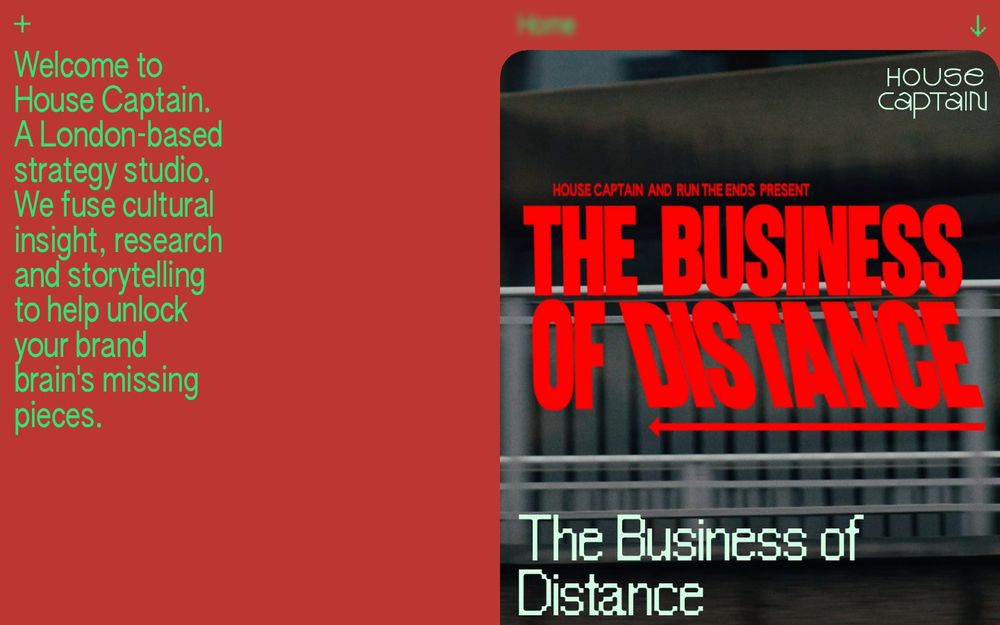 +
Welcome to
House Captain.
A London-based
strategy studio.
We fuse cultural
insight, research
and storytelling
to help unlock
your brand
brain's missing
pieces.
Home
HOUSE
CAPTAIN
HOUSE CAPTAIN AND RUN THE ENDS PRESENT
THE BUSINESS
OF DISTANCE
The Business of
Distance